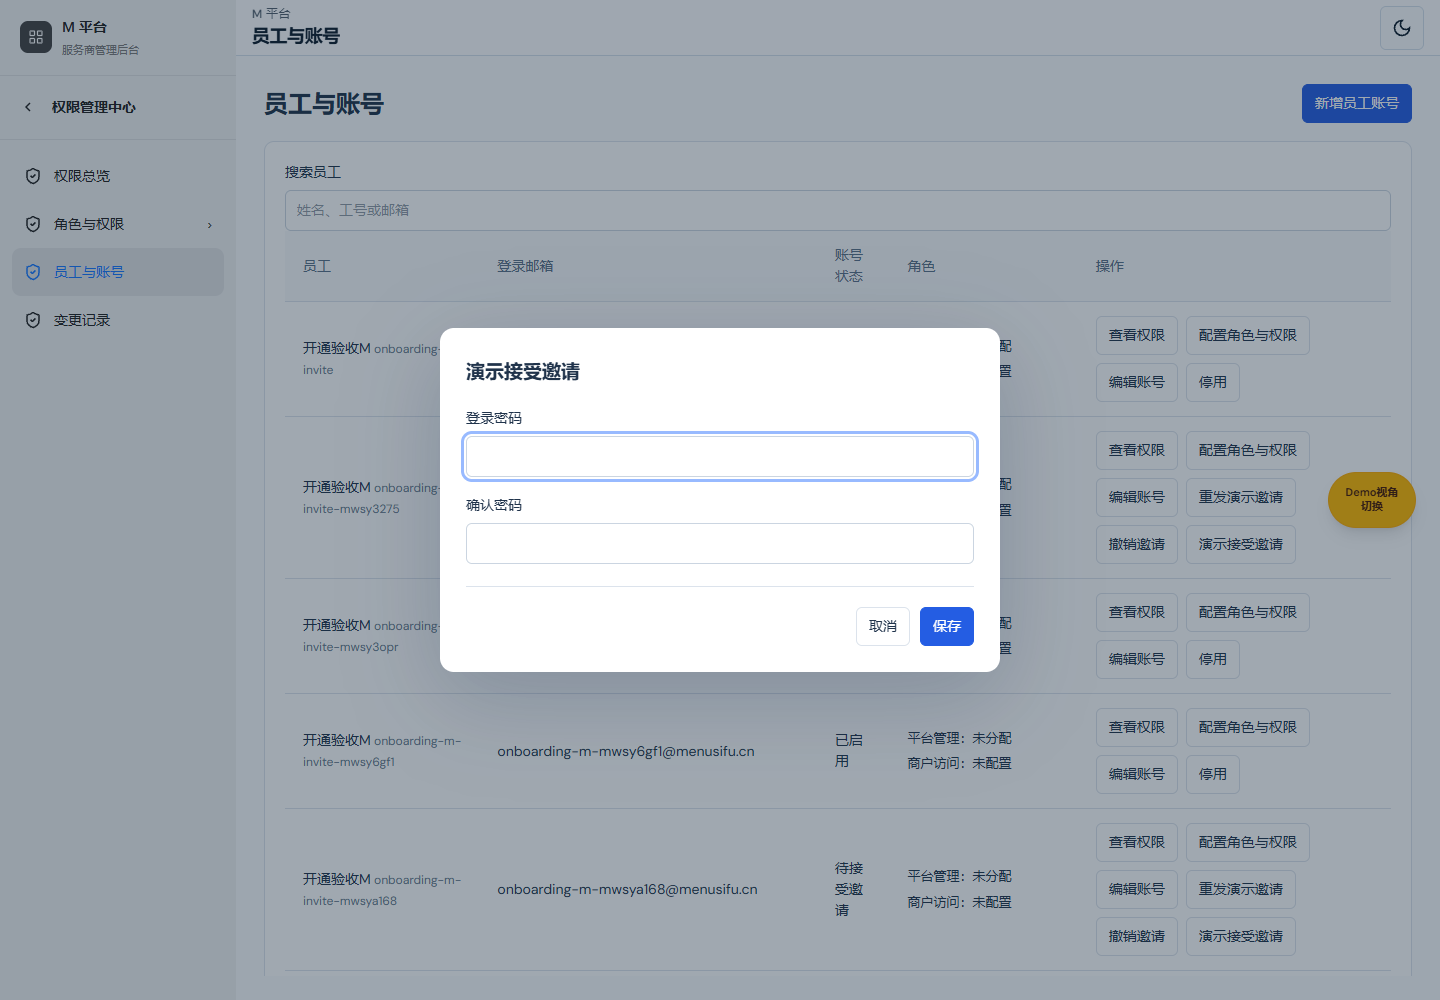 M 平台
服务商管理后台
权限管理中心
权限总览
角色与权限
员工与账号
变更记录
M 平台
员工与账号
员工与账号
新增员工账号
搜索员工
姓名、工号或邮箱
员工
登录邮箱
账号
状态
角色
操作
开通验收M onboarding-
invite
配
置
查看权限
配置角色与权限
编辑账号
停用
开通验收M onboarding-
invite-mwsy3275
配
置
查看权限
配置角色与权限
编辑账号
重发演示邀请
撤销邀请
演示接受邀请
Demo视角
切换
演示接受邀请
登录密码
确认密码
取消
保存
开通验收M onboarding-
invite-mwsy3opr
配
置
查看权限
配置角色与权限
编辑账号
停用
开通验收M onboarding-m-
invite-mwsy6gf1
onboarding-m-mwsy6gf1@menusifu.cn
已启
用
平台管理：未分配
商户访问：未配置
查看权限
配置角色与权限
编辑账号
停用
开通验收M onboarding-m-
invite-mwsya168
onboarding-m-mwsya168@menusifu.cn
待接
受邀
请
平台管理：未分配
商户访问：未配置
查看权限
配置角色与权限
编辑账号
重发演示邀请
撤销邀请
演示接受邀请